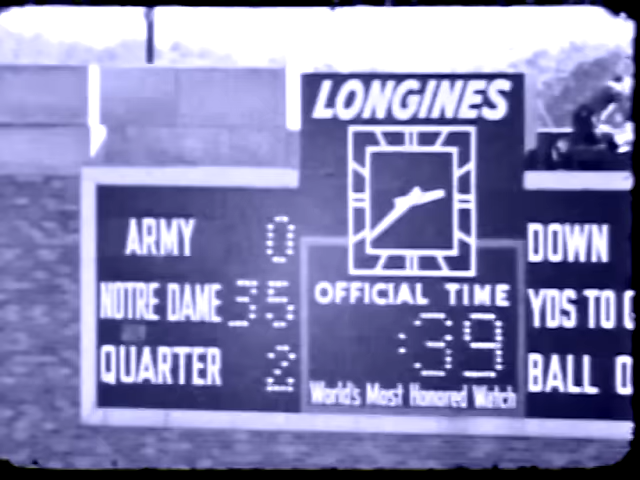 LONGINES
ARMY 0
NOTRE DAME 35
QUARTER 2
OFFICIAL TIME
:39
World's Most Honored Watch
DOWN
YDS TO
BALL